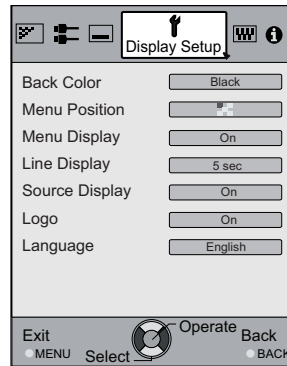 Display Setup
Back Color Black
Menu Position
Menu Display On
Line Display 5 sec
Source Display On
Logo On
Language English
Exit Operate Back
MENU Select BACK